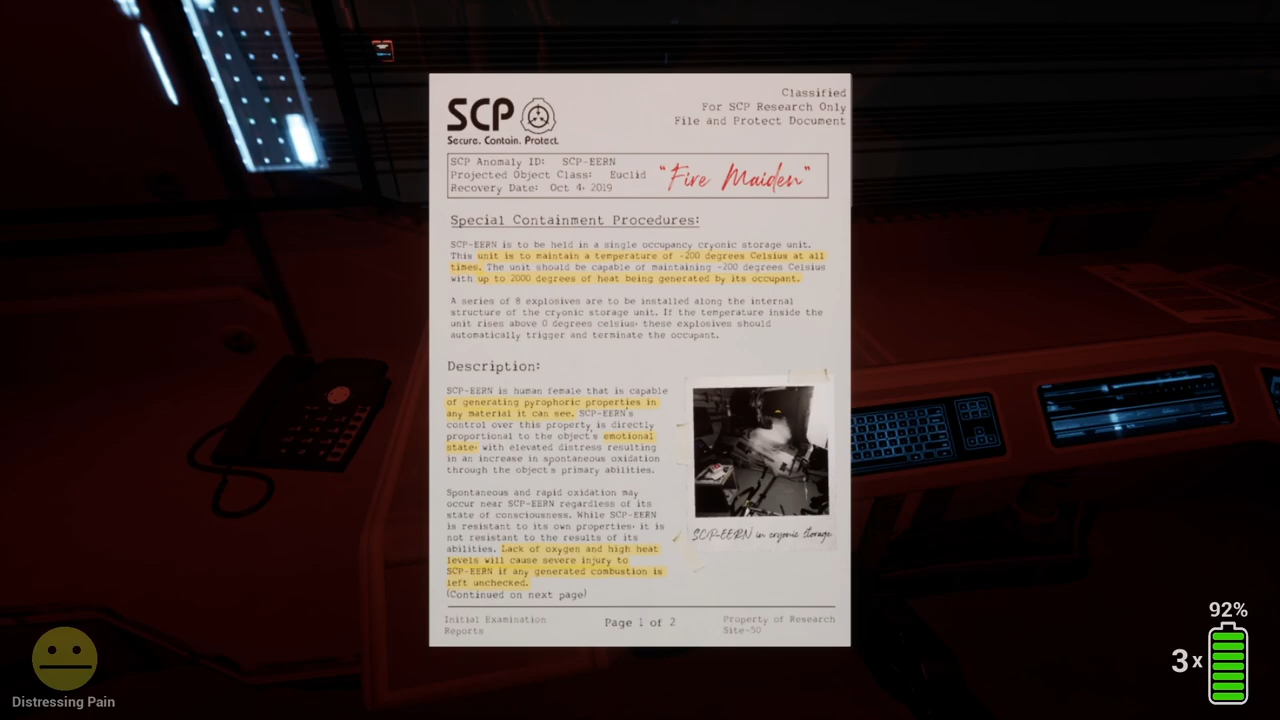 SCP
Secure. Contain. Protect.
Classified
For SCP Research Only
File and Protect Document
SCP Anomaly ID: SCP-EERN
Projected Object Class: Euclid
Recovery Date: Oct 4, 2019
"Fire Maiden"
Special Containment Procedures:
SCP-EERN is to be held in a single occupancy cryonic storage unit.
This unit is to maintain a temperature of -200 degrees Celsius at all
times. The unit should be capable of maintaining -200 degrees Celsius
with up to 2000 degrees of heat being generated by its occupant.
A series of 8 explosives are to be installed along the internal
structure of the cryonic storage unit. If the temperature inside the
unit rises above 0 degrees celsius, these explosives should
automatically trigger and terminate the occupant.
Description:
SCP-EERN is human female that is capable
of generating pyrophoric properties in
any material it can see. SCP-EERN's
control over this property, is directly
proportional to the object's emotional
state, with elevated distress resulting
in an increase in spontaneous oxidation
through the object's primary abilities.
Spontaneous and rapid oxidation may
occur near SCP-EERN regardless of its
state of consciousness. While SCP-EERN
is resistant to its own properties, it is
not resistant to the results of its
abilities. Lack of oxygen and high heat
levels will cause severe injury to
SCP-EERN if any generated combustion is
left unchecked.
(Continued on next page)
SCP-EERN in cryonic storage.
Initial Examination
Reports
Page 1 of 2
Property of Research
Site-50
Distressing Pain
92%
3x